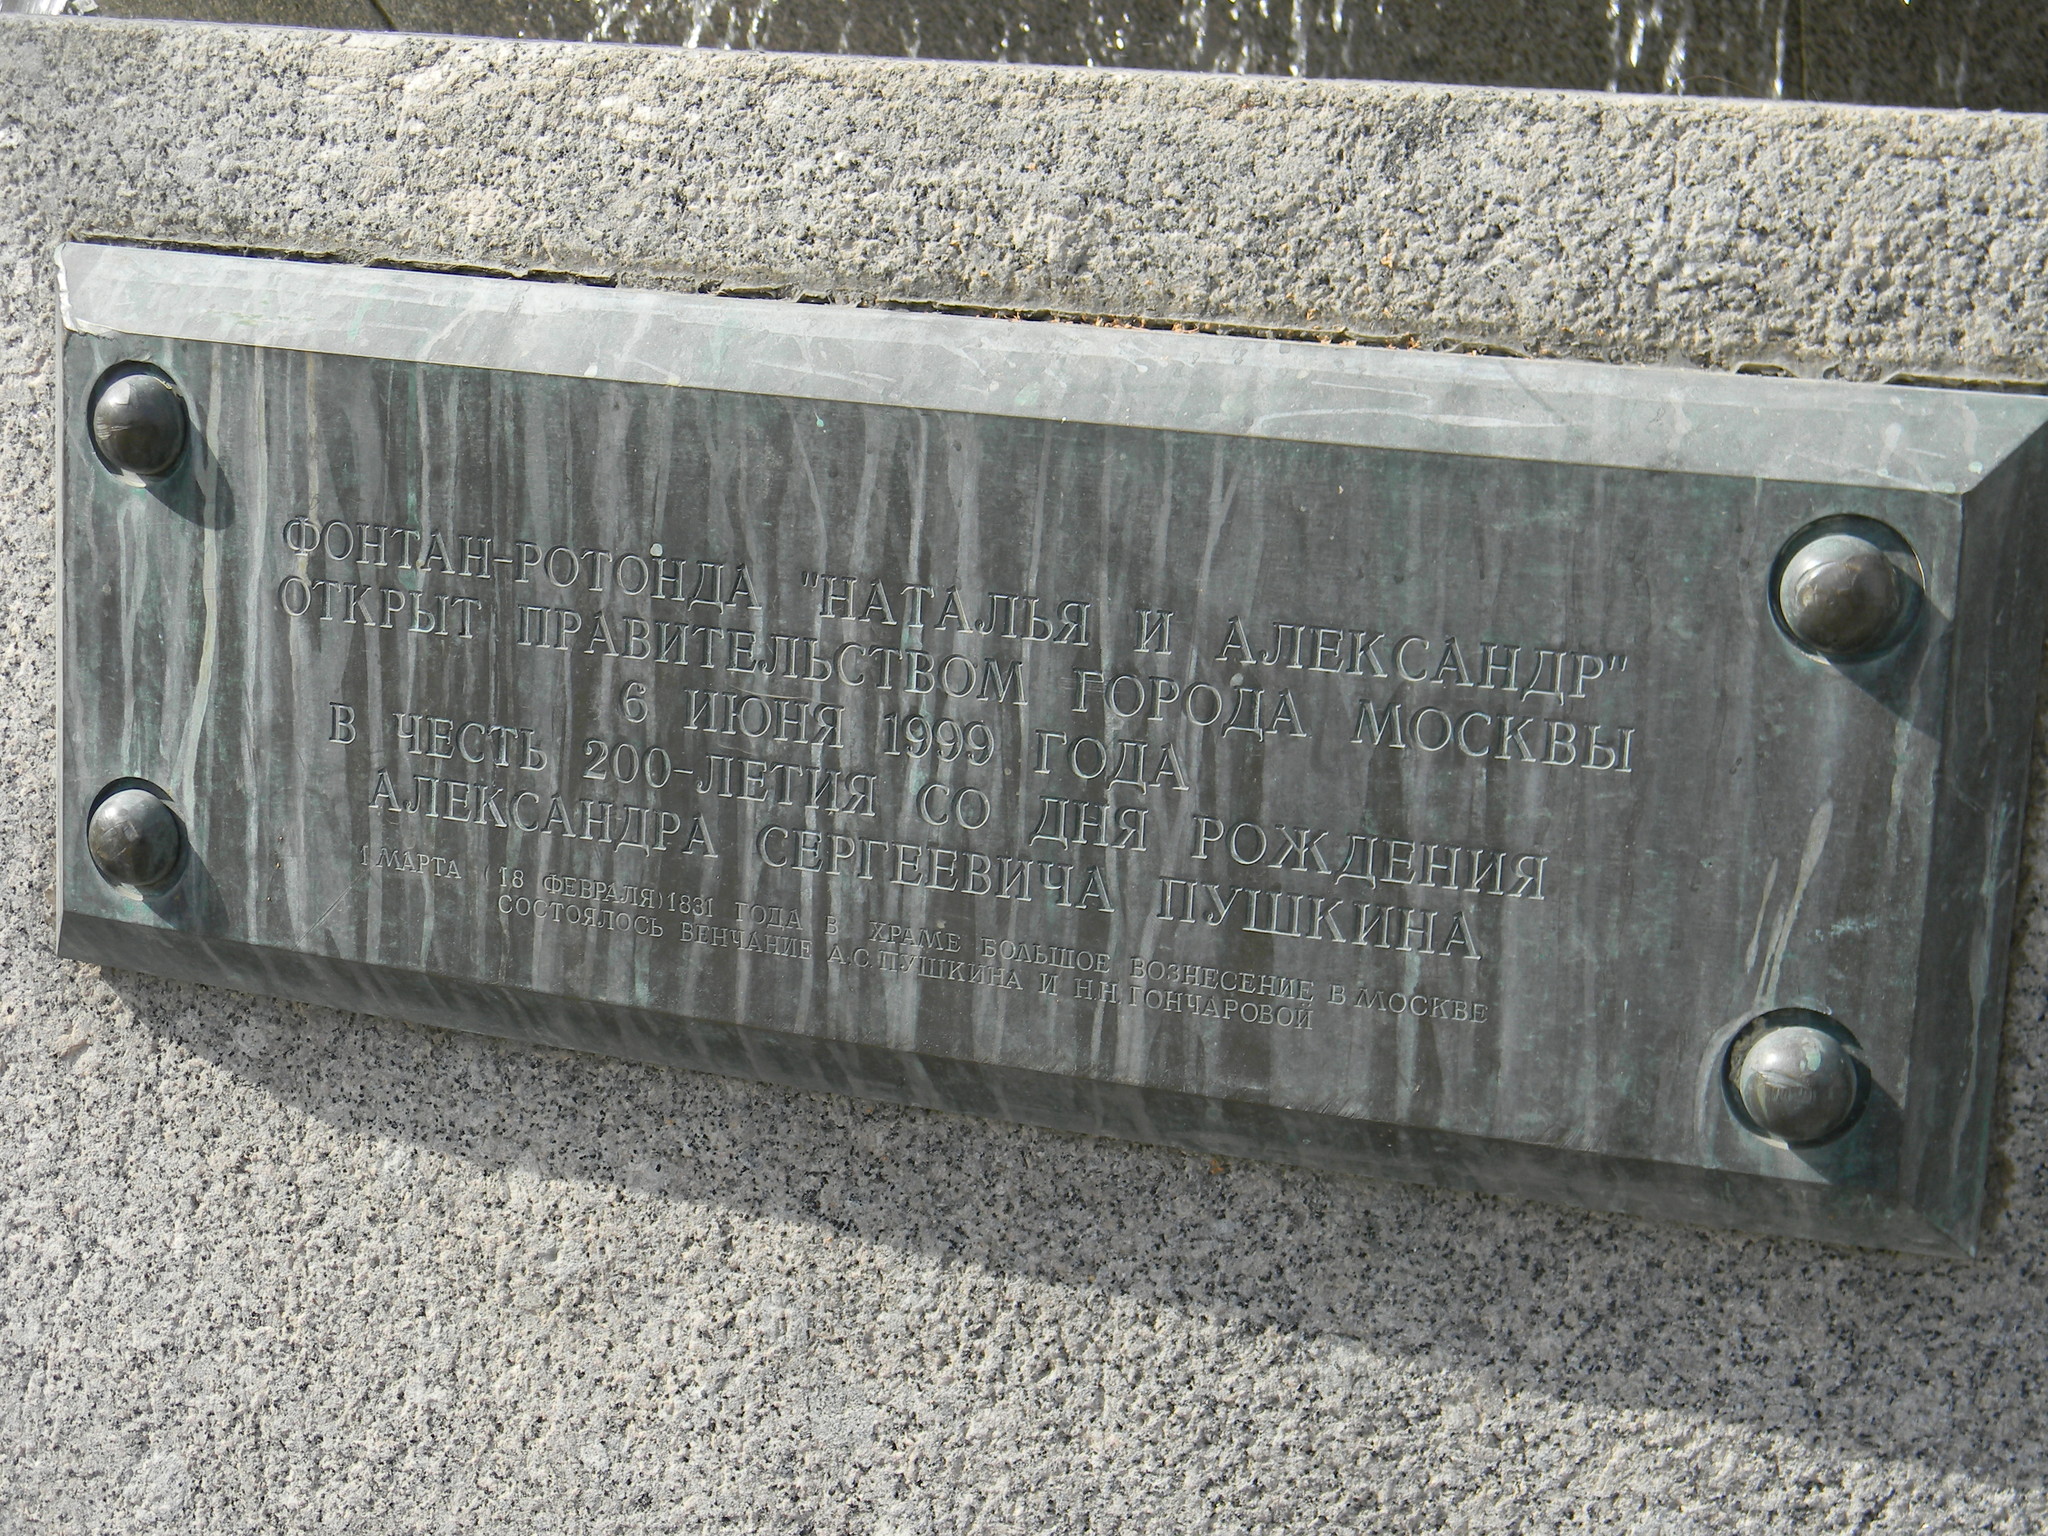 ФОНТАН-РОТОНДА "НАТАЛЬЯ И АЛЕКСАНДР"
ОТКРЫТ ПРАВИТЕЛЬСТВОМ ГОРОДА МОСКВЫ
6 ИЮНЯ 1999 ГОДА
В ЧЕСТЬ 200-ЛЕТИЯ СО ДНЯ РОЖДЕНИЯ
АЛЕКСАНДРА СЕРГЕЕВИЧА ПУШКИНА
1 МАРТА (18 ФЕВРАЛЯ) 1831 ГОДА В ХРАМЕ БОЛЬШОЕ ВОЗНЕСЕНИЕ В МОСКВЕ
СОСТОЯЛОСЬ ВЕНЧАНИЕ А.С.ПУШКИНА И Н.Н.ГОНЧАРОВОЙ